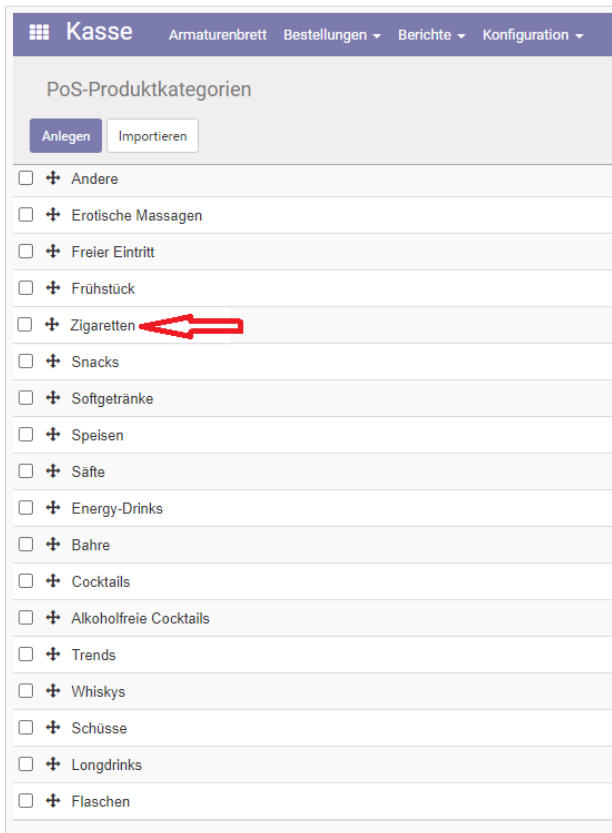 Kasse Armaturenbrett Bestellungen Berichte Konfiguration
PoS-Produktkategorien
Anlegen Importieren
Andere
Erotische Massagen
Freier Eintritt
Frühstück
Zigaretten
Snacks
Softgetränke
Speisen
Säfte
Energy-Drinks
Bahre
Cocktails
Alkoholfreie Cocktails
Trends
Whiskys
Schüsse
Longdrinks
Flaschen